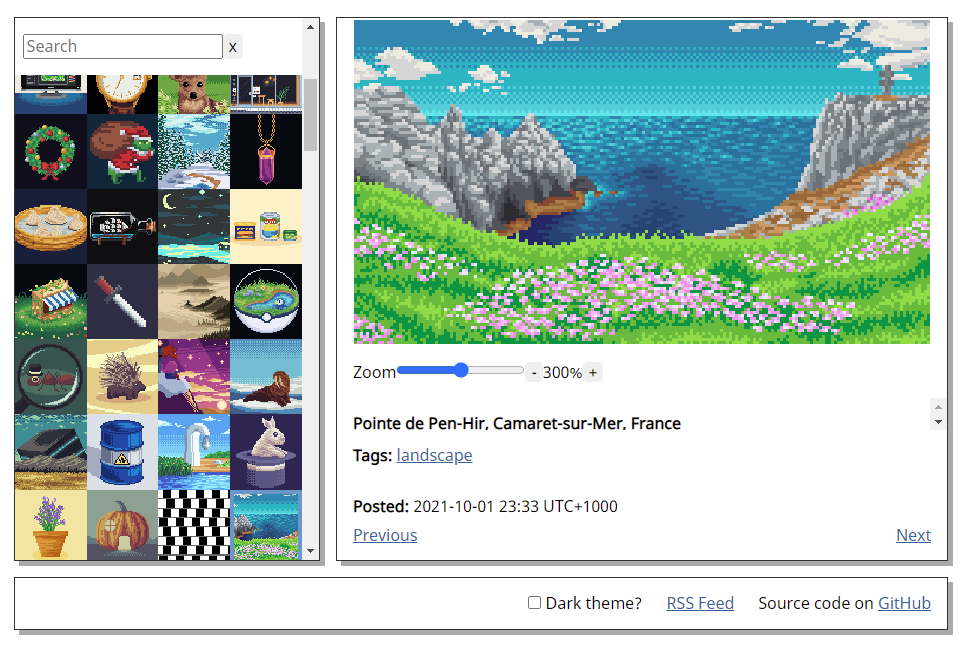 Search
x
Zoom - 300% +
Pointe de Pen-Hir, Camaret-sur-Mer, France
Tags: landscape
Posted: 2021-10-01 23:33 UTC+1000
Previous Next
Dark theme? RSS Feed Source code on GitHub